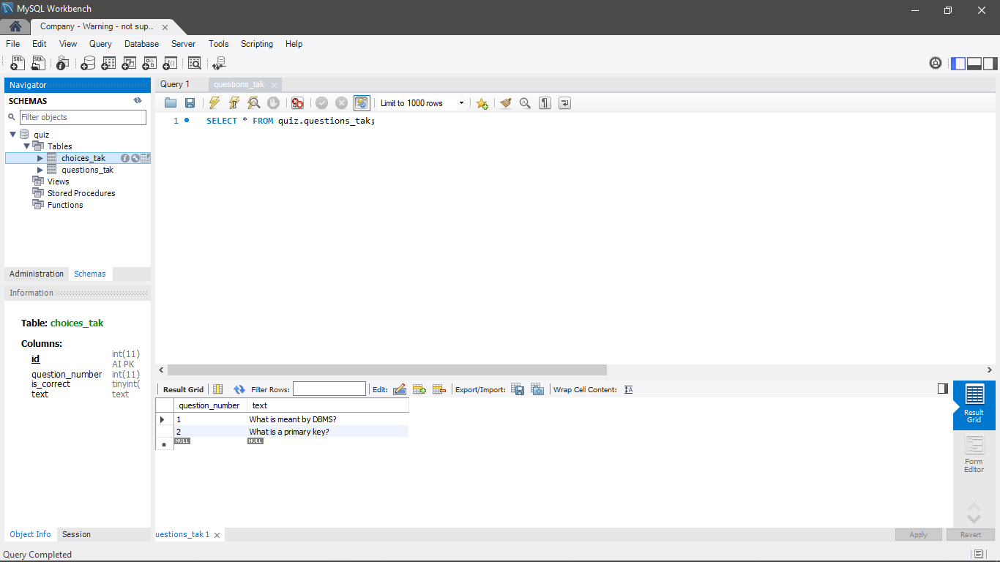 MySQL Workbench
Company - Warning - not sup...
File Edit View Query Database Server Tools Scripting Help
Navigator
SCHEMAS
Filter objects
quiz
Tables
choices_tak
questions_tak
Views
Stored Procedures
Functions
Administration Schemas
Information
Table: choices_tak
Columns:
id int(11)
AI PK
question_number int(11)
is_correct tinyint(
text text
Object Info Session
Query 1 questions_tak
Limit to 1000 rows
1 SELECT * FROM quiz.questions_tak;
Result Grid Filter Rows: Edit: Export/Import: Wrap Cell Content:
question_number text
1 What is meant by DBMS?
2 What is a primary key?
NULL NULL
Result
Grid
Form
Editor
uestions_tak 1
Apply Revert
Query Completed